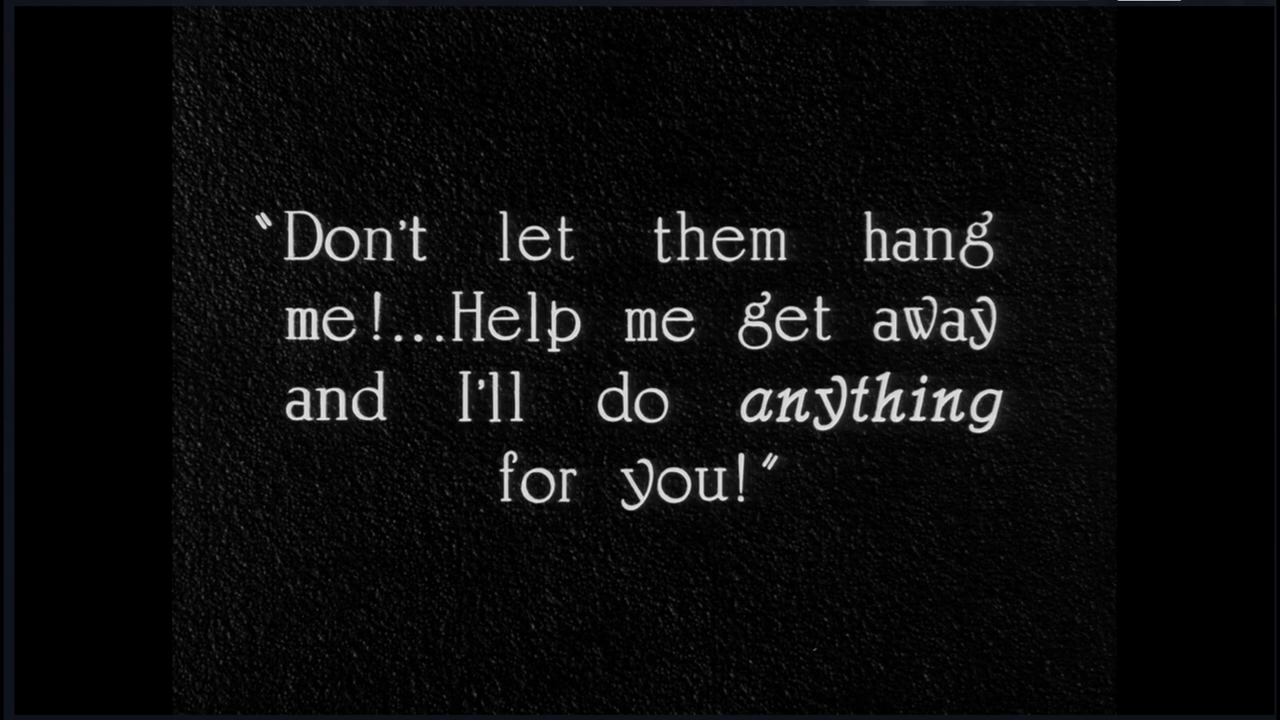 “Don't let them hang
me!...Help me get away
and I'll do anything
for you!”